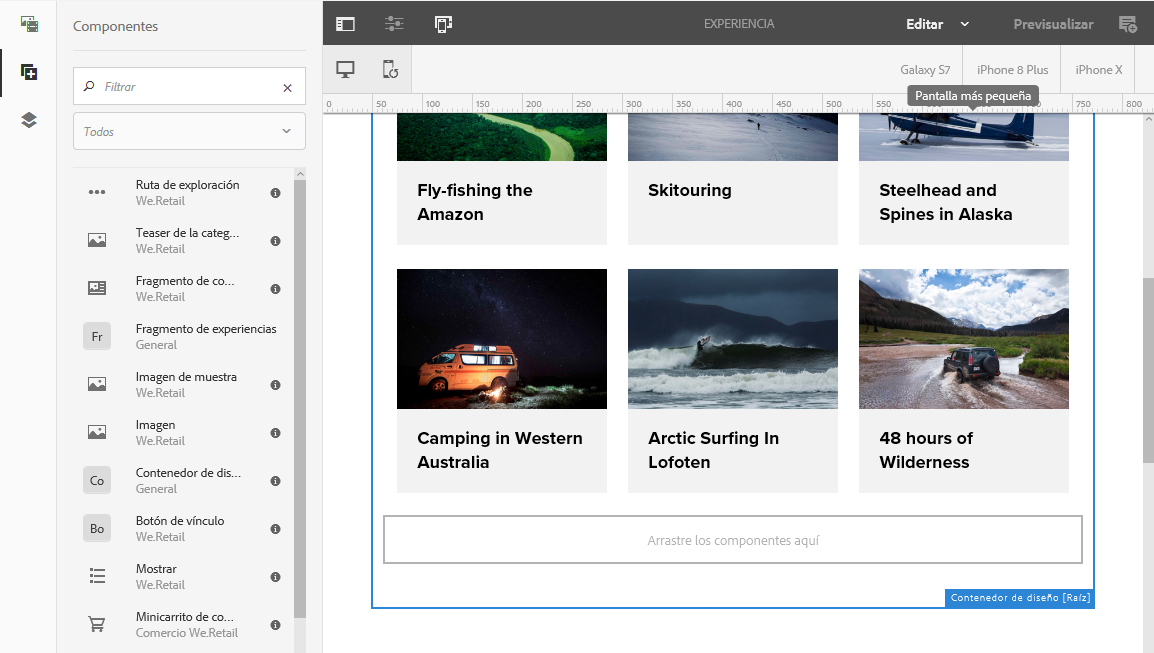 Componentes
Filtrar
Todos
Ruta de exploración
We.Retail
Teaser de la categ...
We.Retail
Fragmento de co...
We.Retail
Fr
Fragmento de experiencias
General
Imagen de muestra
We.Retail
Imagen
We.Retail
Co
Contenedor de dis...
General
Bo
Botón de vínculo
We.Retail
Mostrar
We.Retail
Minicarrito de co...
Comercio We.Retail
EXPERIENCIA
Editar
Previsualizar
Galaxy S7
iPhone 8 Plus
iPhone X
Pantalla más pequeña
0 50 100 150 200 250 300 350 400 450 500 550 750 800
Fly-fishing the
Amazon
Skitouring
Steelhead and
Spines in Alaska
Camping in Western
Australia
Arctic Surfing In
Lofoten
48 hours of
Wilderness
Arrastre los componentes aquí
Contenedor de diseño [Raíz]